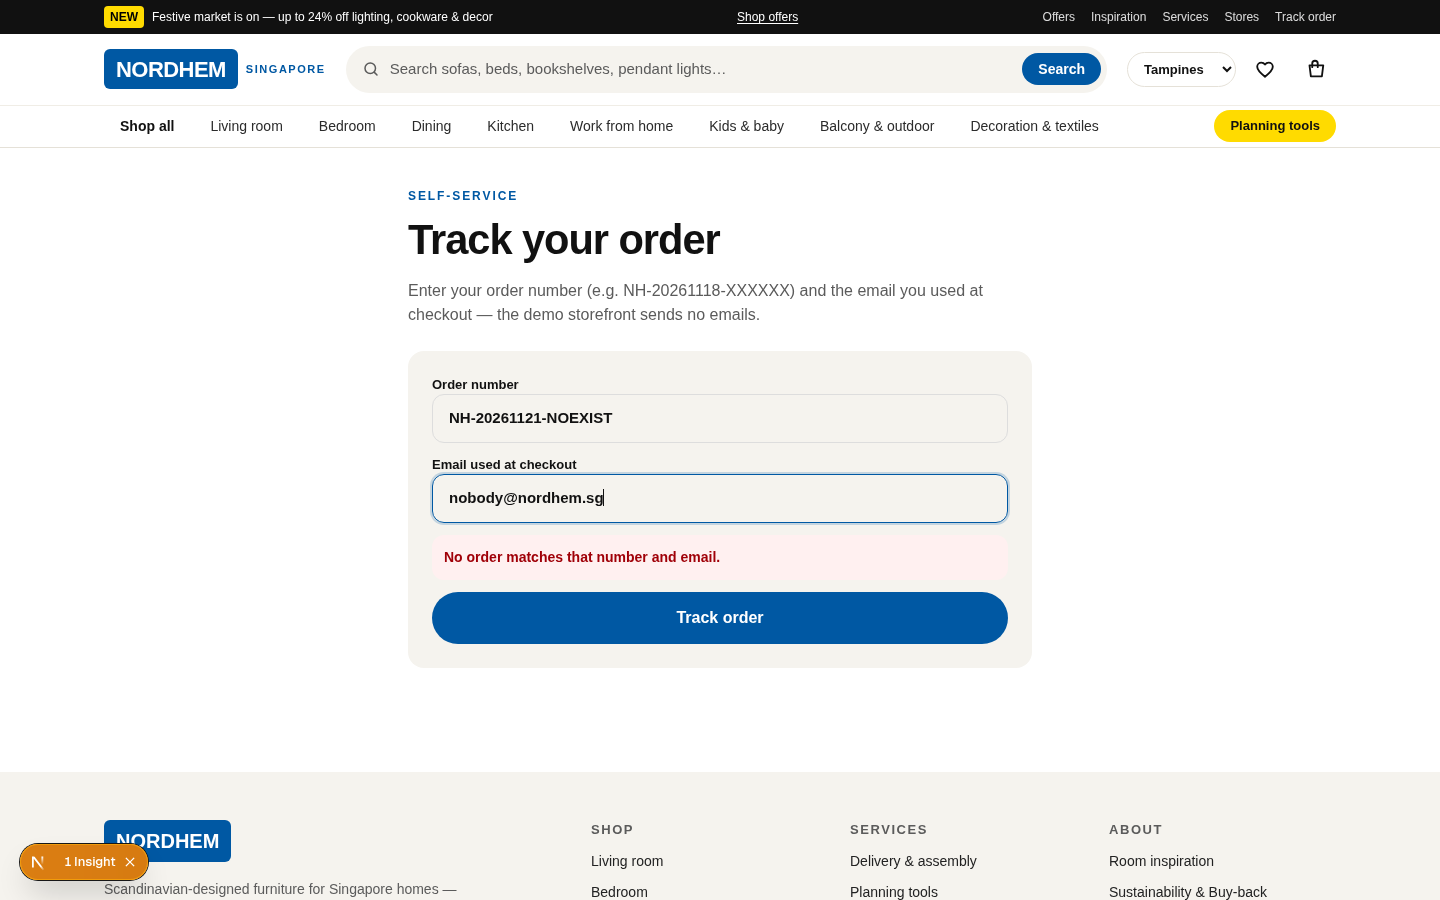 NEW Festive market is on — up to 24% off lighting, cookware & decor Shop offers Offers Inspiration Services Stores Track order
NORDHEM SINGAPORE Search sofas, beds, bookshelves, pendant lights… Search Tampines
Shop all Living room Bedroom Dining Kitchen Work from home Kids & baby Balcony & outdoor Decoration & textiles Planning tools
SELF-SERVICE
Track your order
Enter your order number (e.g. NH-20261118-XXXXXX) and the email you used at
checkout — the demo storefront sends no emails.
Order number
NH-20261121-NOEXIST
Email used at checkout
nobody@nordhem.sg
No order matches that number and email.
Track order
NORDHEM SHOP SERVICES ABOUT
1 Insight Living room Delivery & assembly Room inspiration
Scandinavian-designed furniture for Singapore homes — Bedroom Planning tools Sustainability & Buy-back